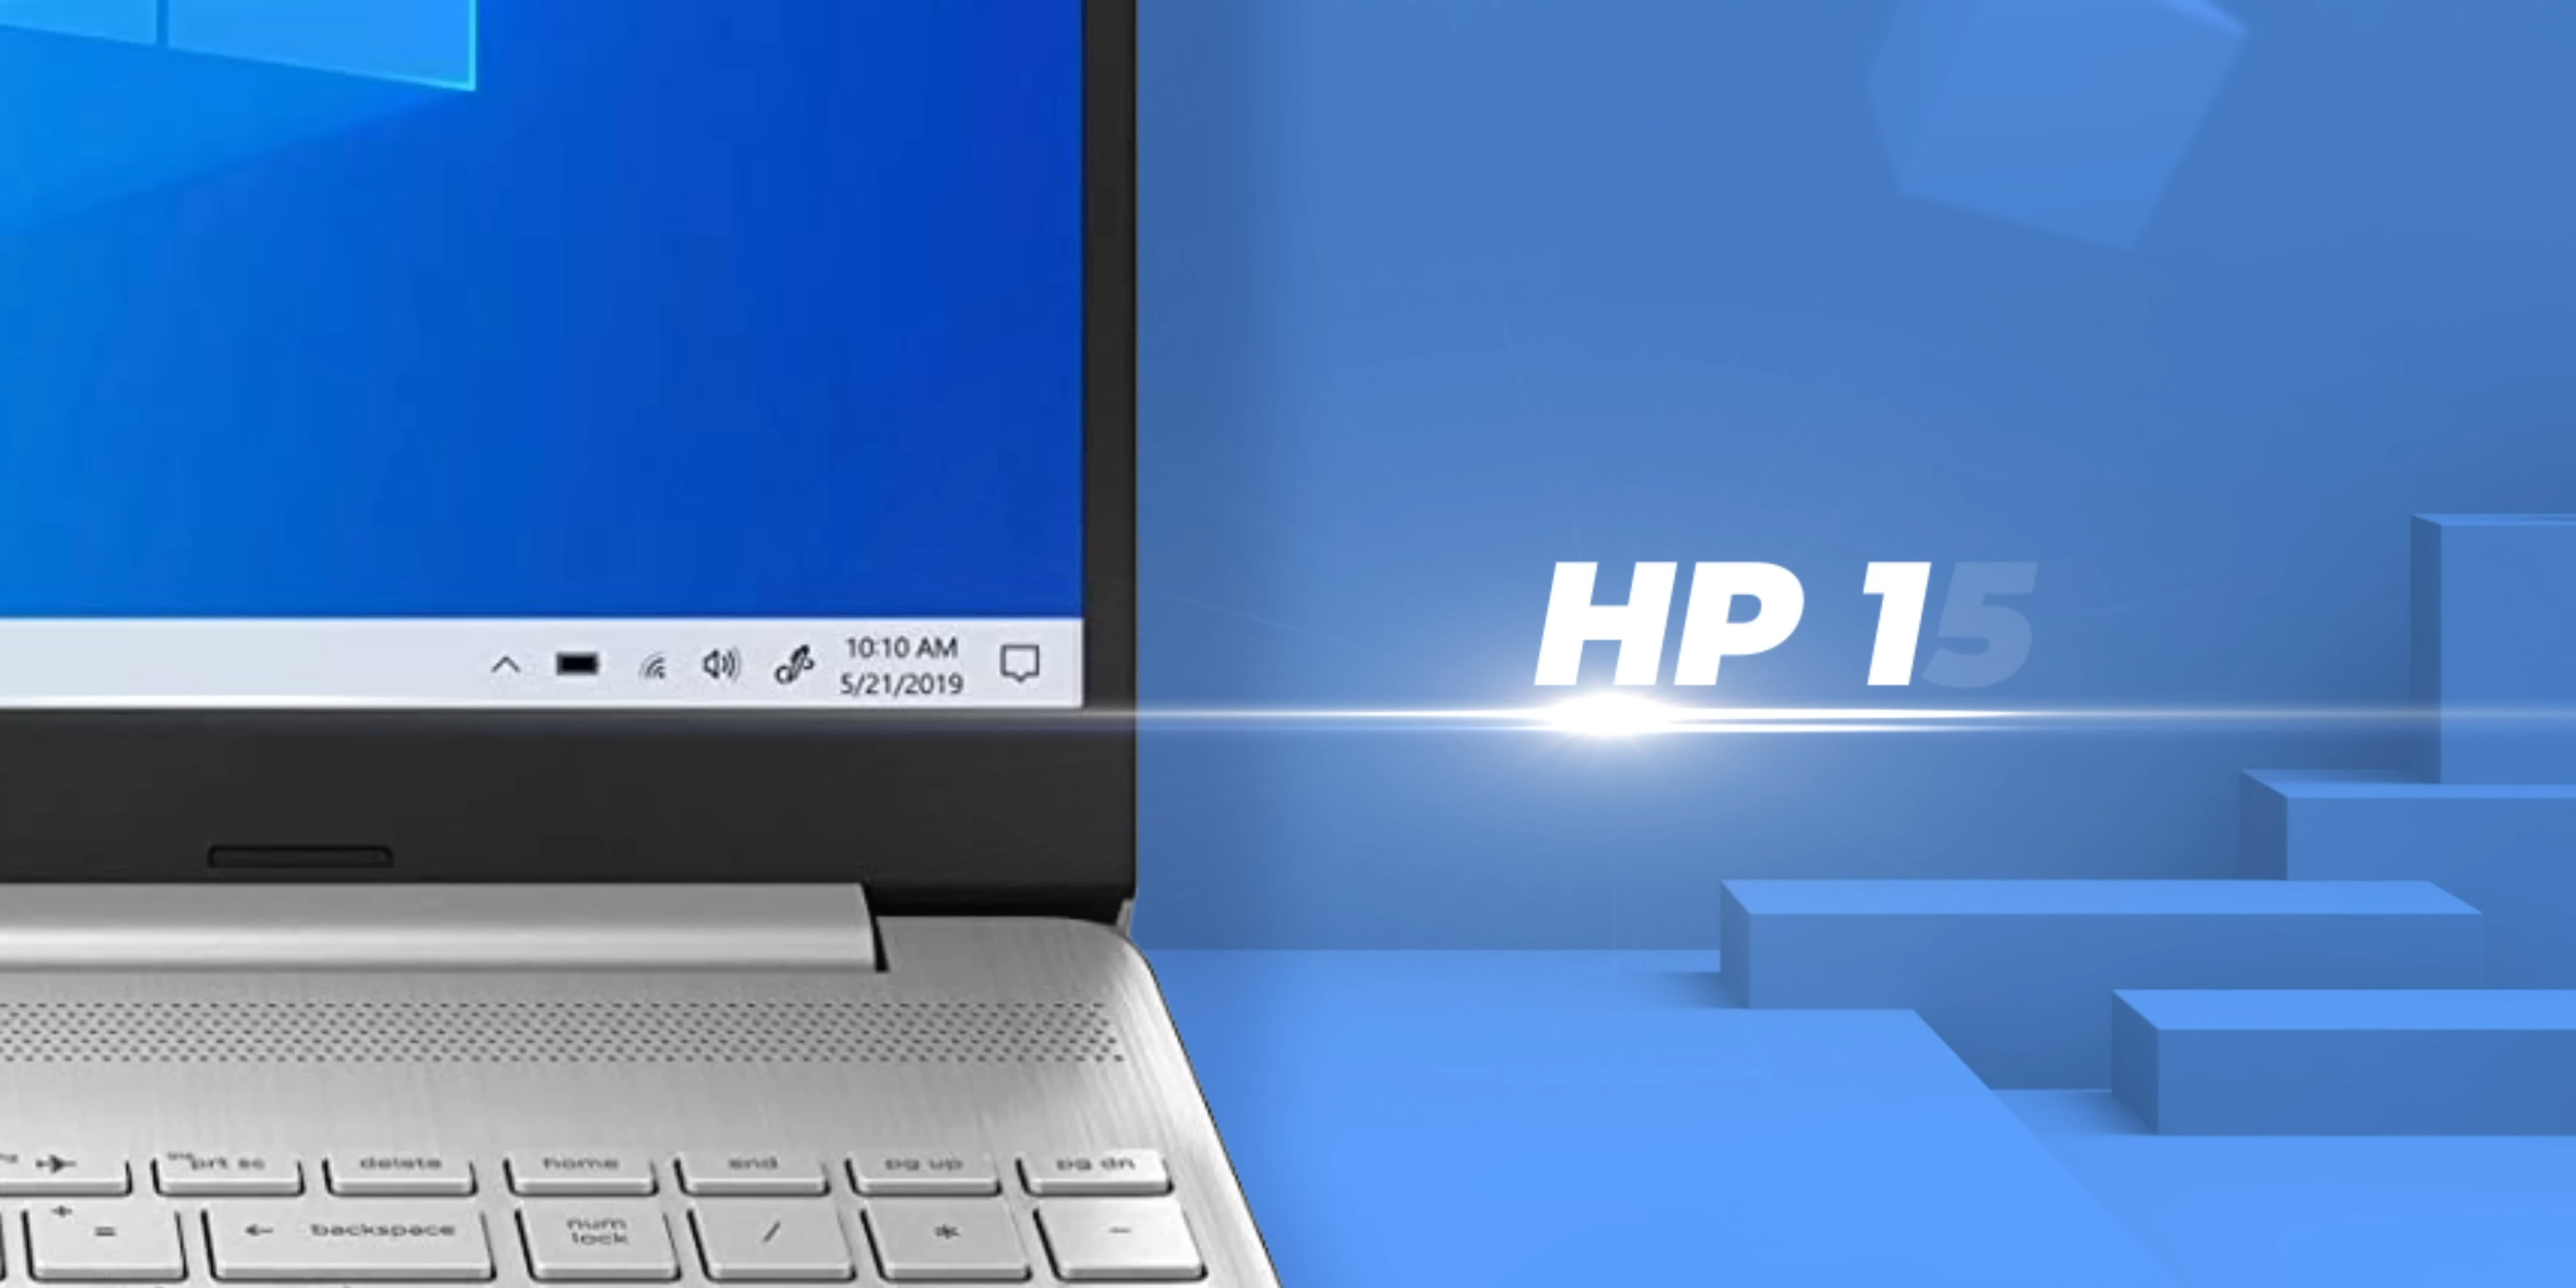 10:10 AM
5/21/2019
HP 15
prt sc delete home end pg up pg dn
+ = ← backspace num lock / * -